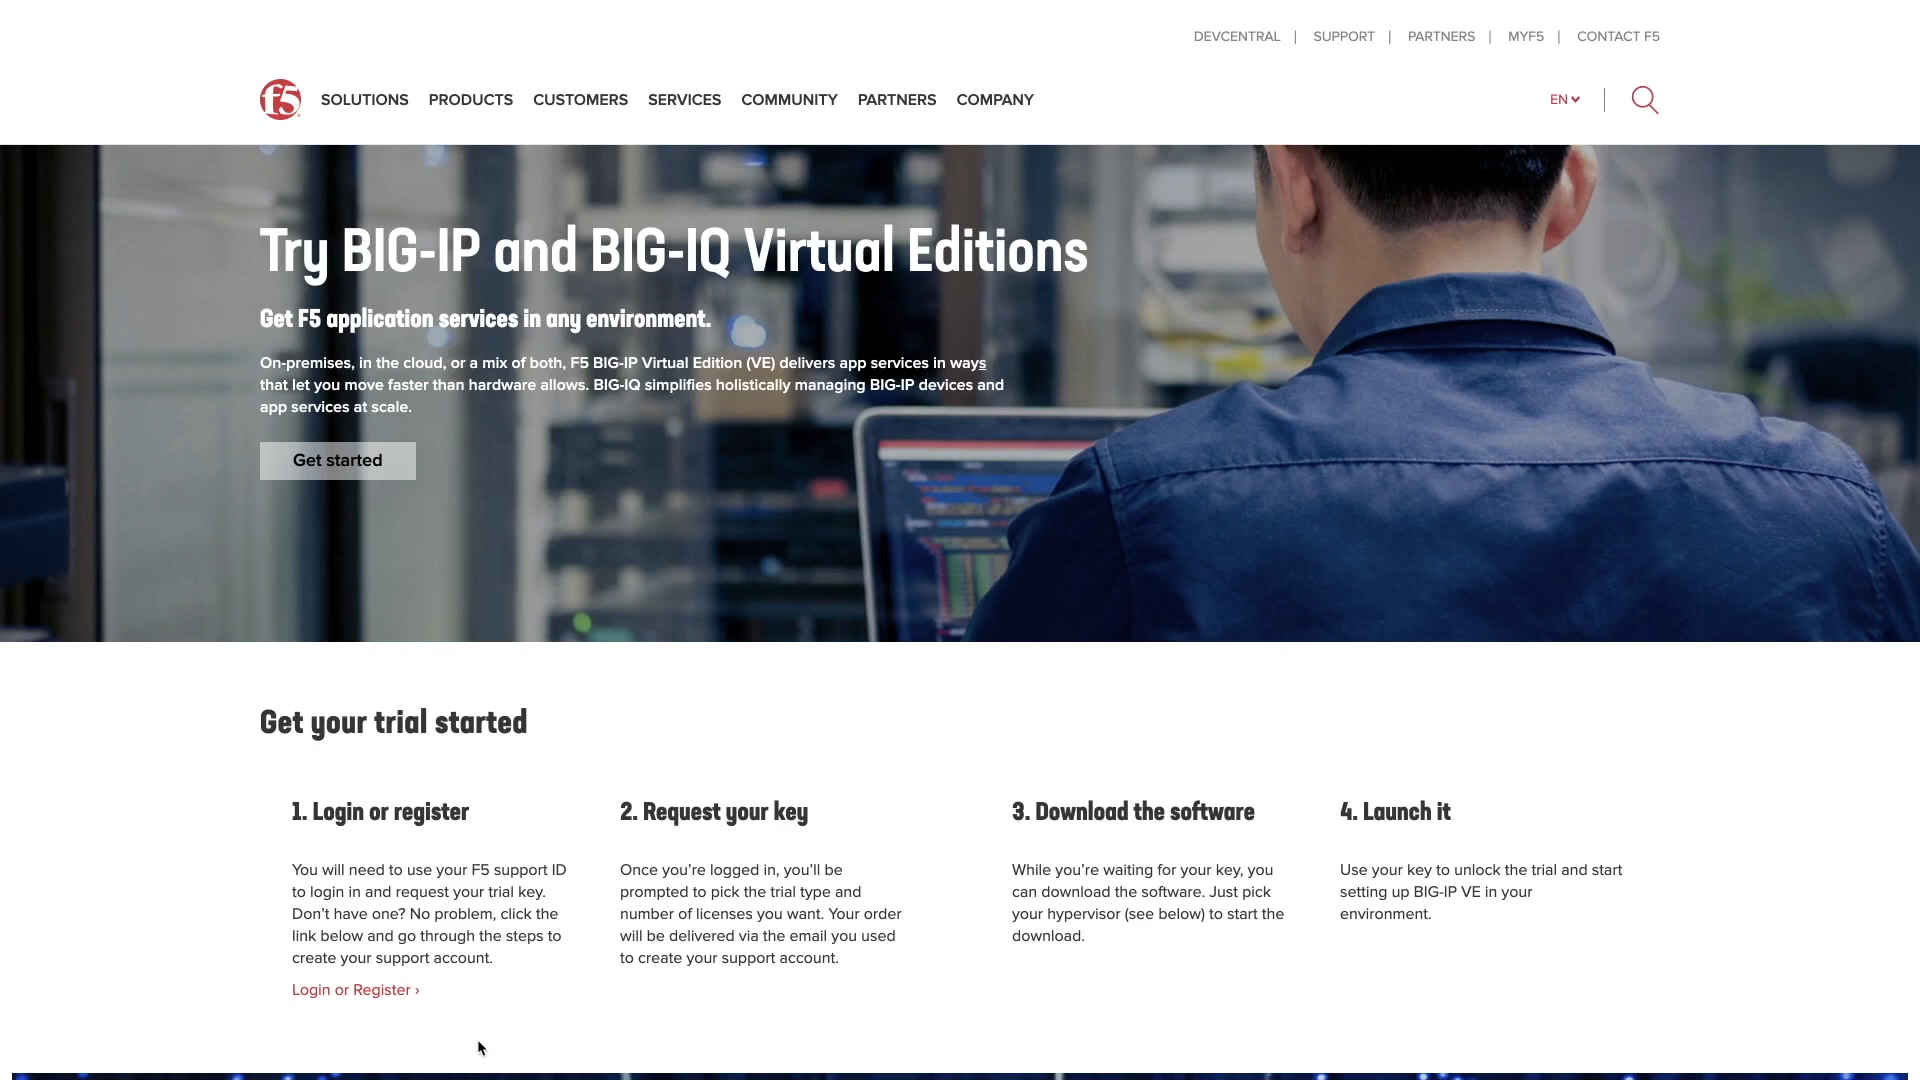 DEVCENTRAL | SUPPORT | PARTNERS | MYF5 | CONTACT F5
f5 SOLUTIONS PRODUCTS CUSTOMERS SERVICES COMMUNITY PARTNERS COMPANY EN
Try BIG-IP and BIG-IQ Virtual Editions
Get F5 application services in any environment.
On-premises, in the cloud, or a mix of both, F5 BIG-IP Virtual Edition (VE) delivers app services in ways
that let you move faster than hardware allows. BIG-IQ simplifies holistically managing BIG-IP devices and
app services at scale.
Get started
Get your trial started
1. Login or register
You will need to use your F5 support ID
to login in and request your trial key.
Don’t have one? No problem, click the
link below and go through the steps to
create your support account.
Login or Register ›
2. Request your key
Once you’re logged in, you’ll be
prompted to pick the trial type and
number of licenses you want. Your order
will be delivered via the email you used
to create your support account.
3. Download the software
While you’re waiting for your key, you
can download the software. Just pick
your hypervisor (see below) to start the
download.
4. Launch it
Use your key to unlock the trial and start
setting up BIG-IP VE in your
environment.